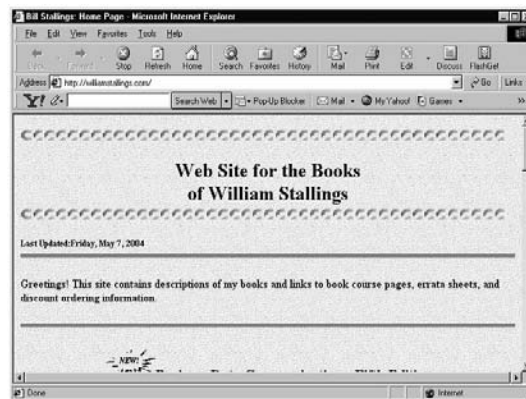 Bill Stallings: Home Page - Microsoft Internet Explorer
File Edit View Favorites Tools Help
Stop Refresh Home Search Favorites History Mail Print Edit Discuss FlashGet
Address http://williamstallings.com/ Go Links
Y! Search Web Pop-Up Blocker Mail My Yahoo! Games »
Web Site for the Books
of William Stallings
Last Updated:Friday, May 7, 2004
Greetings! This site contains descriptions of my books and links to book course pages, errata sheets, and
discount ordering information.
NEW!
Done Internet